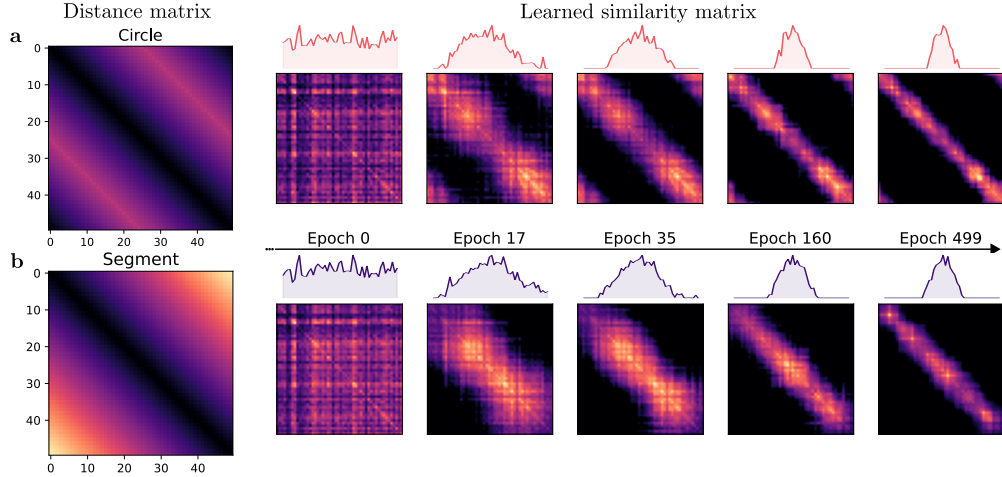 Distance matrix
Learned similarity matrix
a
Circle
0
10
20
30
40
0 10 20 30 40
Epoch 0
Epoch 17
Epoch 35
Epoch 160
Epoch 499
b
Segment
0
10
20
30
40
0 10 20 30 40